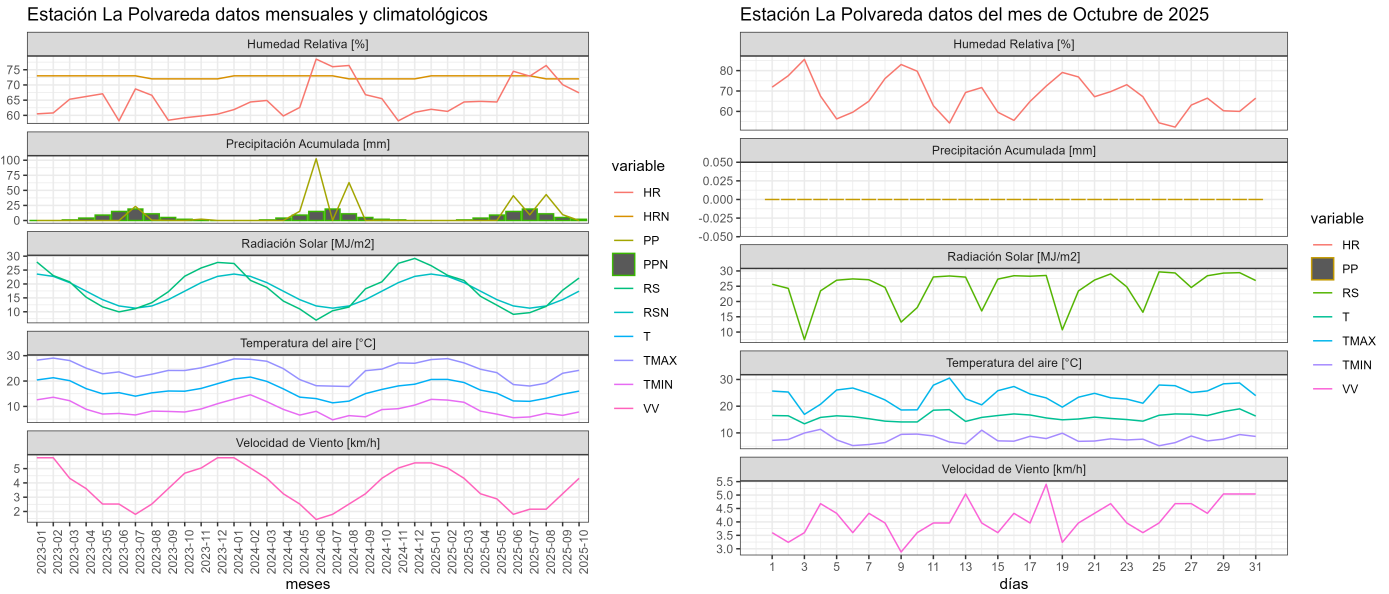 Estación La Polvareda datos mensuales y climatológicos
Humedad Relativa [%]
75
70
65
60
Precipitación Acumulada [mm]
100
75
50
25
0
Radiación Solar [MJ/m2]
30
25
20
15
10
Temperatura del aire [°C]
30
20
10
Velocidad de Viento [km/h]
5
4
3
2
2023-01
2023-02
2023-03
2023-04
2023-05
2023-06
2023-07
2023-08
2023-09
2023-10
2023-11
2023-12
2024-01
2024-02
2024-03
2024-04
2024-05
2024-06
2024-07
2024-08
2024-09
2024-10
2024-11
2024-12
2025-01
2025-02
2025-03
2025-04
2025-05
2025-06
2025-07
2025-08
2025-09
2025-10
meses
variable
HR
HRN
PP
PPN
RS
RSN
T
TMAX
TMIN
VV
Estación La Polvareda datos del mes de Octubre de 2025
Humedad Relativa [%]
80
70
60
Precipitación Acumulada [mm]
0.050
0.025
0.000
-0.025
-0.050
Radiación Solar [MJ/m2]
30
25
20
15
10
Temperatura del aire [°C]
30
20
10
Velocidad de Viento [km/h]
5.5
5.0
4.5
4.0
3.5
3.0
1 3 5 7 9 11 13 15 17 19 21 23 25 27 29 31
días
variable
HR
PP
RS
T
TMAX
TMIN
VV